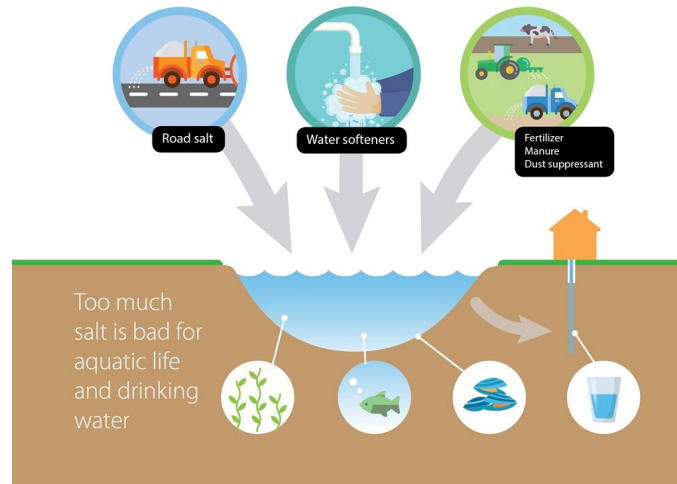 Road salt
Water softeners
Fertilizer
Manure
Dust suppressant
Too much
salt is bad for
aquatic life
and drinking
water